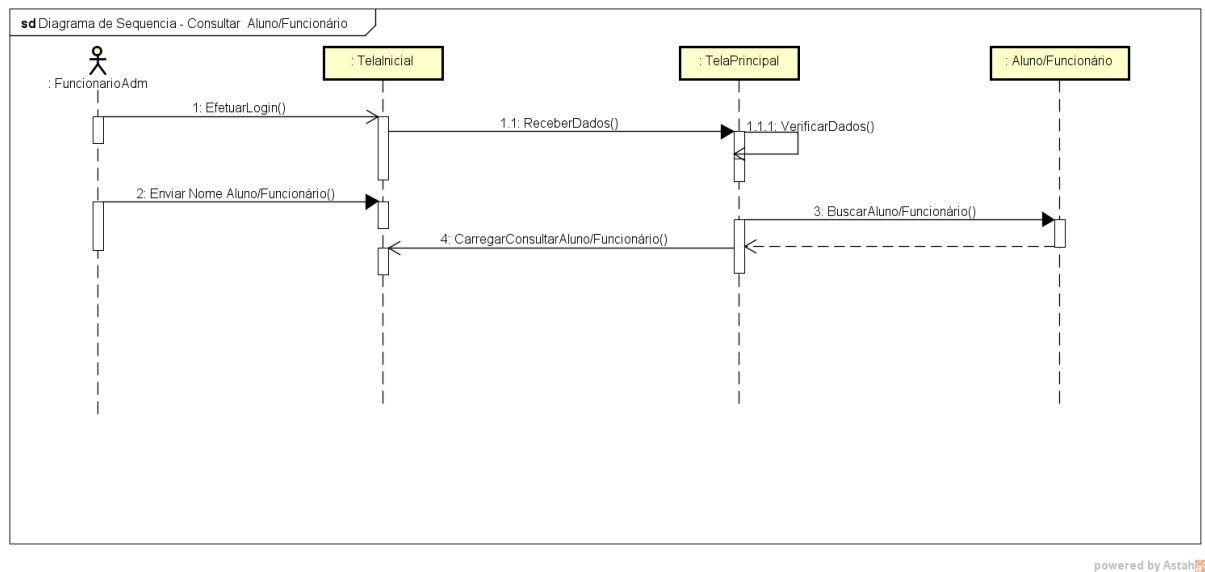 sd Diagrama de Sequencia - Consultar Aluno/Funcionário
: FuncionarioAdm
: TelaInicial
: TelaPrincipal
: Aluno/Funcionário
1: EfetuarLogin()
1.1: ReceberDados()
1.1.1: VerificarDados()
2: Enviar Nome Aluno/Funcionário()
3: BuscarAluno/Funcionário()
4: CarregarConsultarAluno/Funcionário()
powered by Astah